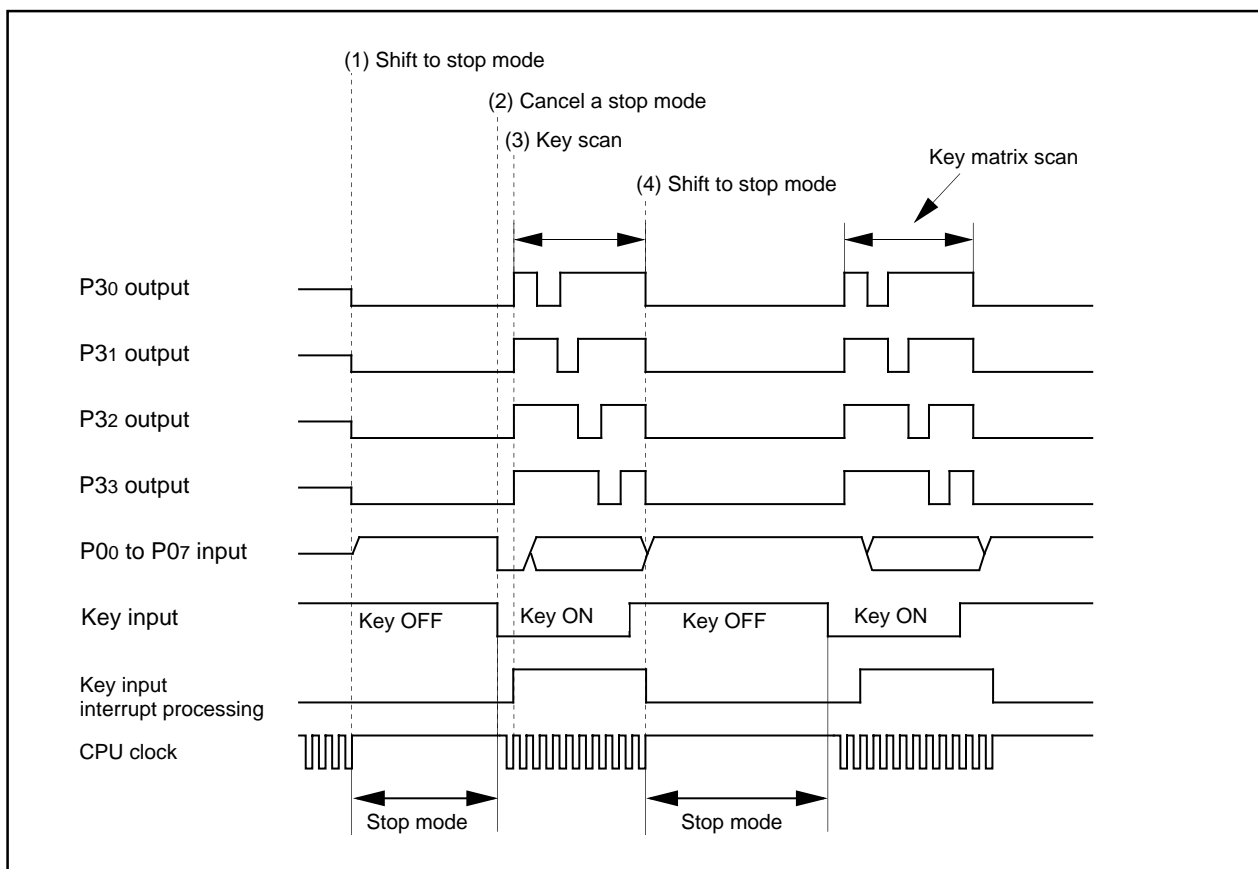 (1) Shift to stop mode
(2) Cancel a stop mode
(3) Key scan
Key matrix scan
(4) Shift to stop mode
P30 output
P31 output
P32 output
P33 output
P00 to P07 input
Key input
Key OFF
Key ON
Key OFF
Key ON
Key input
interrupt processing
CPU clock
Stop mode
Stop mode